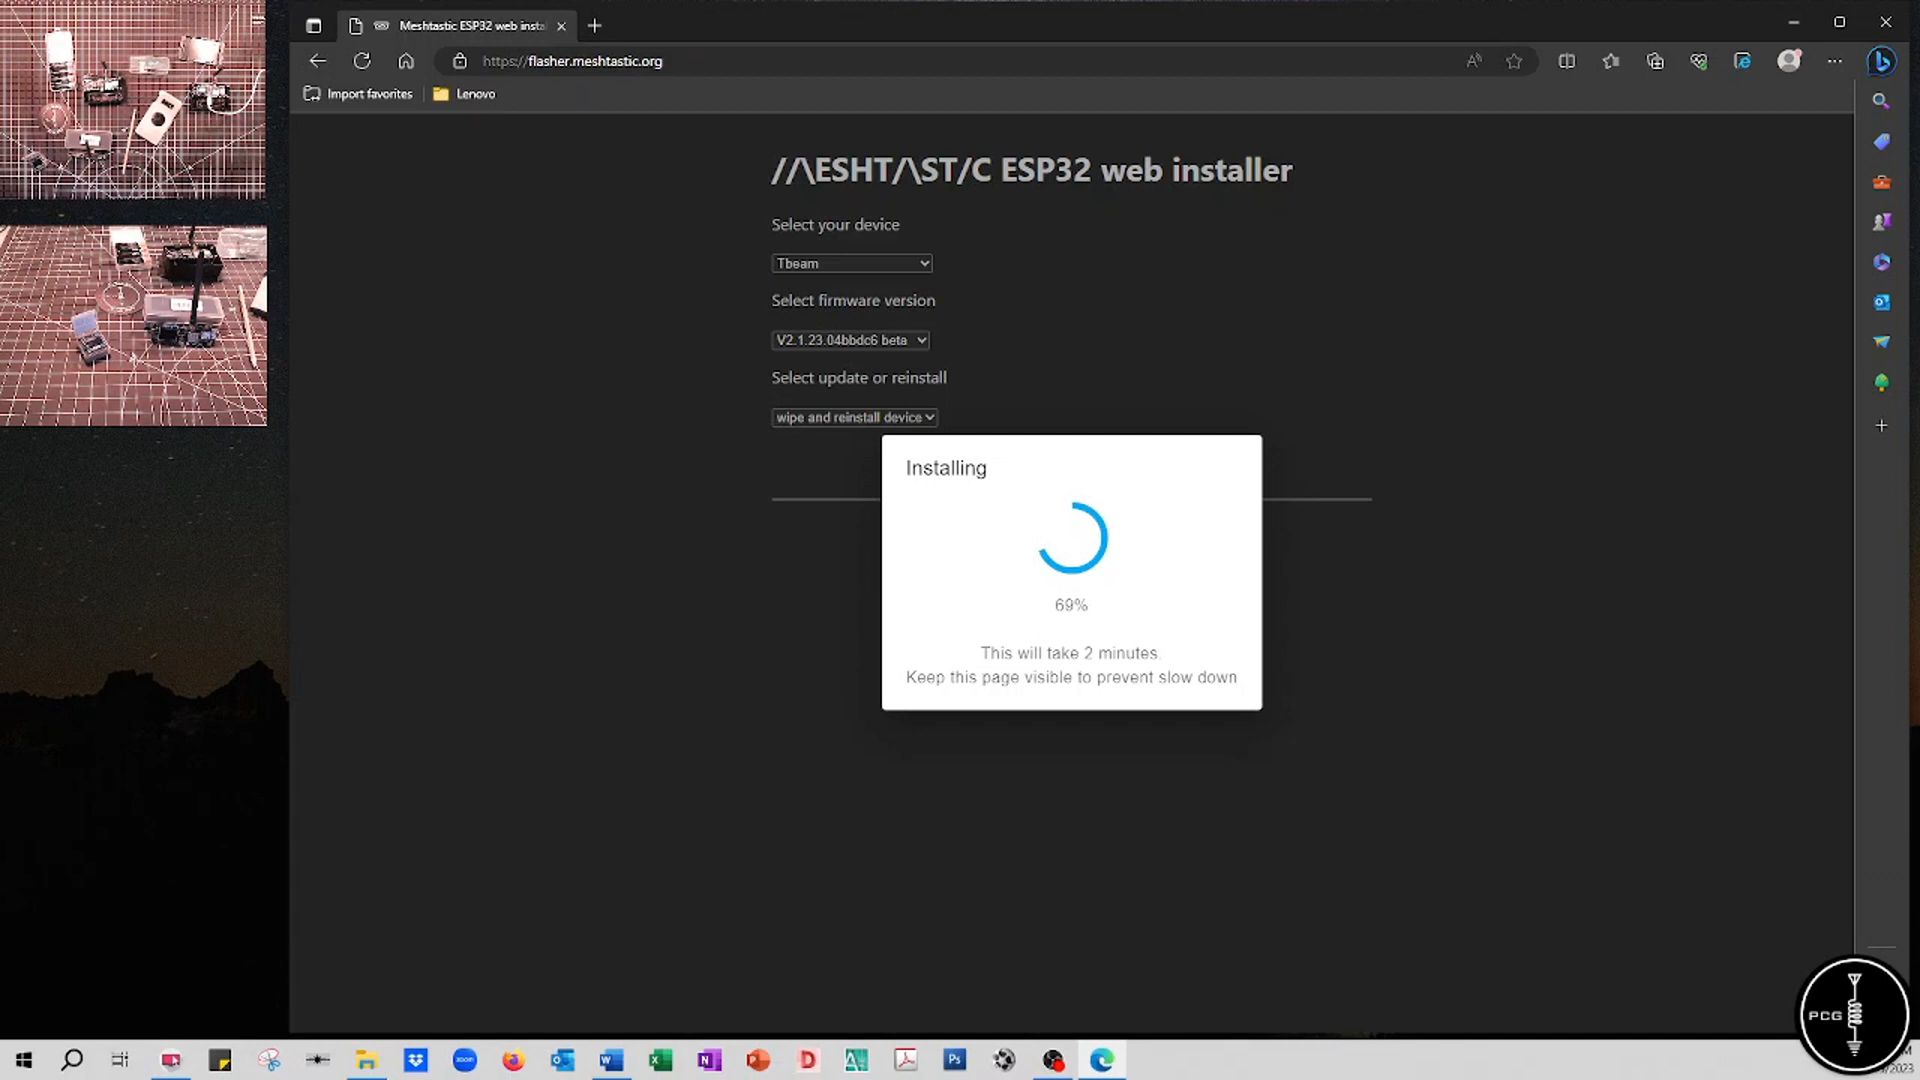 Meshtastic ESP32 web insta
https://flasher.meshtastic.org
Import favorites
Lenovo
//\ESHT/\ST/C ESP32 web installer
Select your device
Tbeam
Select firmware version
V2.1.23.04bbdc6 beta
Select update or reinstall
wipe and reinstall device
Installing
69%
This will take 2 minutes.
Keep this page visible to prevent slow down
PCG
zoom
/2023